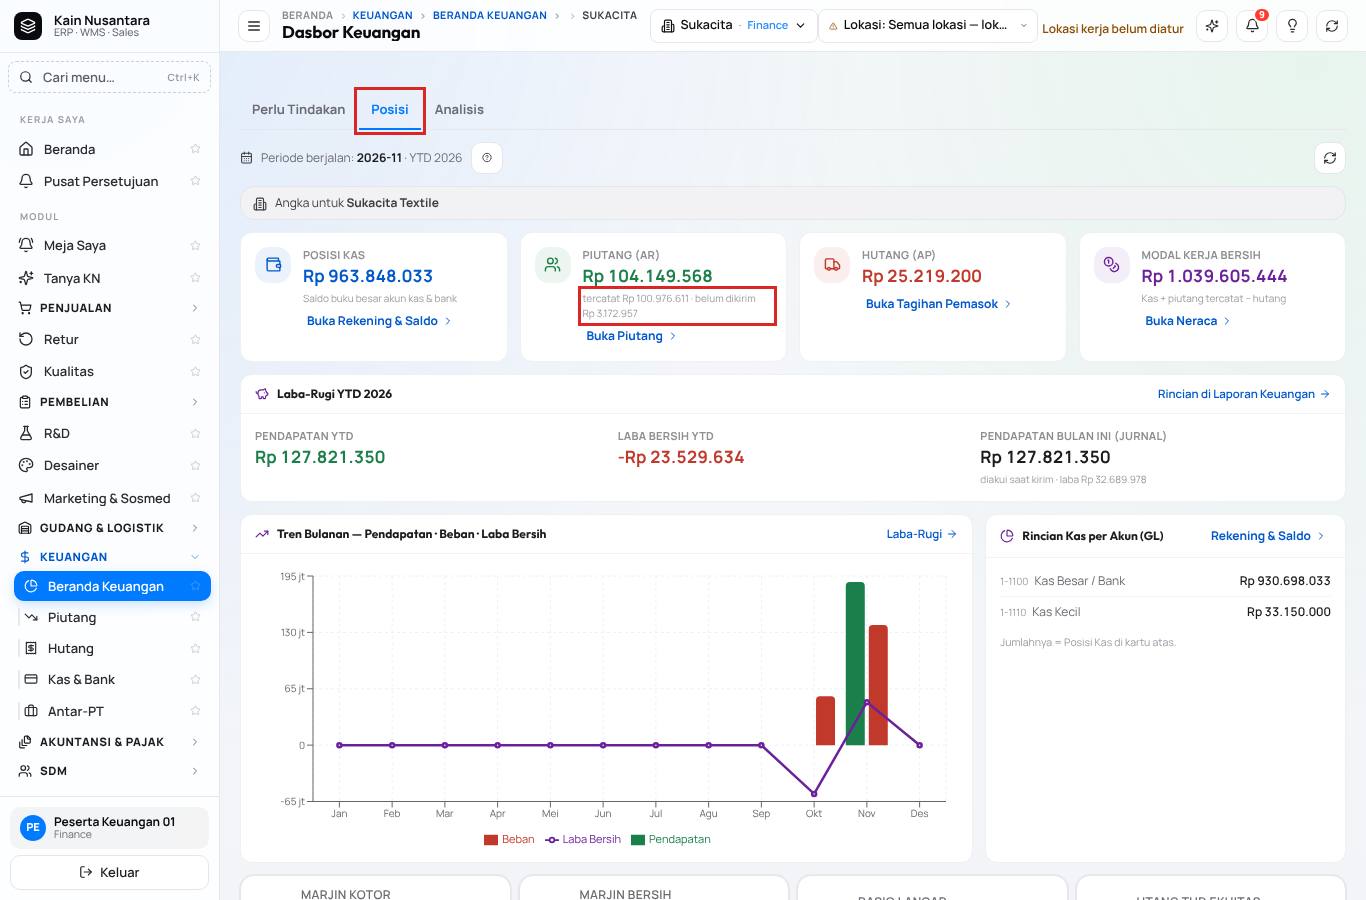 Kain Nusantara
ERP · WMS · Sales
Cari menu... Ctrl+K
KERJA SAYA
Beranda
Pusat Persetujuan
MODUL
Meja Saya
Tanya KN
PENJUALAN
Retur
Kualitas
PEMBELIAN
R&D
Desainer
Marketing & Sosmed
GUDANG & LOGISTIK
KEUANGAN
Beranda Keuangan
Piutang
Hutang
Kas & Bank
Antar-PT
AKUNTANSI & PAJAK
SDM
PE Peserta Keuangan 01
Finance
Keluar
BERANDA › KEUANGAN › BERANDA KEUANGAN › › SUKACITA
Dasbor Keuangan
Sukacita · Finance
Lokasi: Semua lokasi — lok...
Lokasi kerja belum diatur
9
Perlu Tindakan Posisi Analisis
Periode berjalan: 2026-11 · YTD 2026
Angka untuk Sukacita Textile
POSISI KAS
Rp 963.848.033
Saldo buku besar akun kas & bank
Buka Rekening & Saldo
PIUTANG (AR)
Rp 104.149.568
tercatat Rp 100.976.611 · belum dikirim
Rp 3.172.957
Buka Piutang
HUTANG (AP)
Rp 25.219.200
Buka Tagihan Pemasok
MODAL KERJA BERSIH
Rp 1.039.605.444
Kas + piutang tercatat − hutang
Buka Neraca
Laba-Rugi YTD 2026
Rincian di Laporan Keuangan →
PENDAPATAN YTD
Rp 127.821.350
LABA BERSIH YTD
-Rp 23.529.634
PENDAPATAN BULAN INI (JURNAL)
Rp 127.821.350
diakui saat kirim · laba Rp 32.689.978
Tren Bulanan — Pendapatan · Beban · Laba Bersih
Laba-Rugi →
195 jt
130 jt
65 jt
0
-65 jt
Jan Feb Mar Apr Mei Jun Jul Agu Sep Okt Nov Des
Beban Laba Bersih Pendapatan
Rincian Kas per Akun (GL)
Rekening & Saldo
1-1100 Kas Besar / Bank Rp 930.698.033
1-1110 Kas Kecil Rp 33.150.000
Jumlahnya = Posisi Kas di kartu atas.
MARJIN KOTOR
MARJIN BERSIH
RASIO LANCAR
UTANG THD EKUITAS